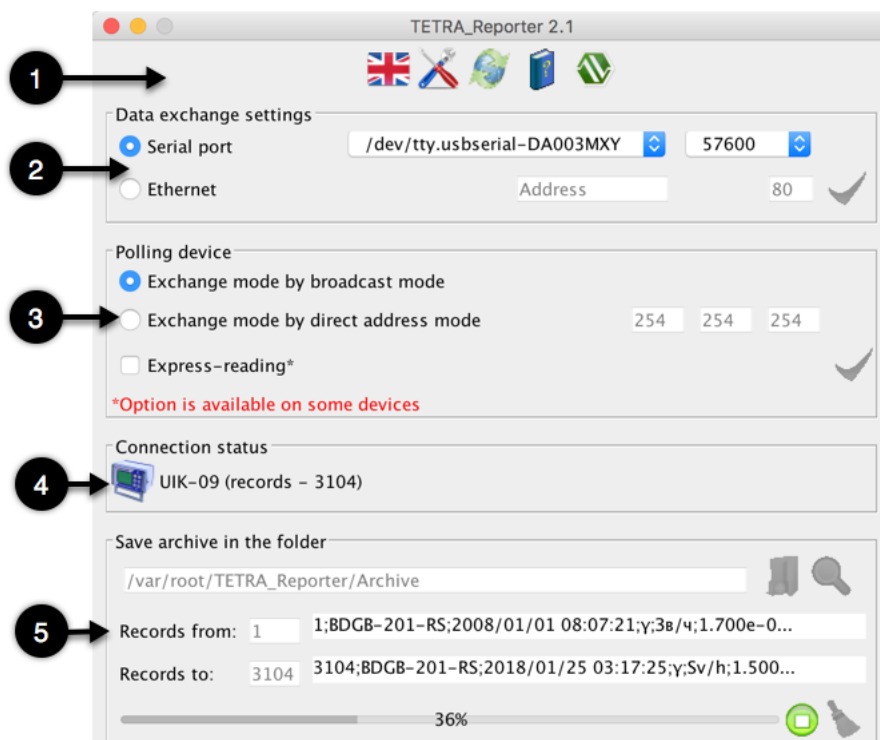 TETRA_Reporter 2.1
1
Data exchange settings
2
Serial port /dev/tty.usbserial-DA003MXY 57600
Ethernet Address 80
Polling device
Exchange mode by broadcast mode
3
Exchange mode by direct address mode 254 254 254
Express-reading*
*Option is available on some devices
Connection status
4
UIK-09 (records - 3104)
Save archive in the folder
/var/root/TETRA_Reporter/Archive
5
Records from: 1 1;BDGB-201-RS;2008/01/01 08:07:21;γ;Зв/ч;1.700e-0...
Records to: 3104 3104;BDGB-201-RS;2018/01/25 03:17:25;γ;Sv/h;1.500...
36%